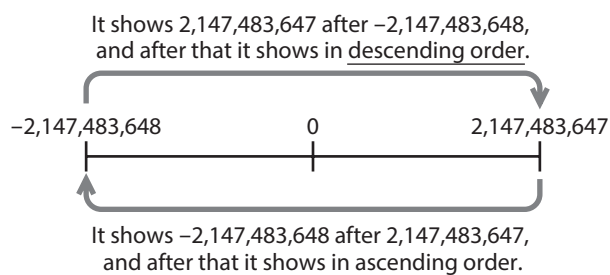 It shows 2,147,483,647 after –2,147,483,648,
and after that it shows in descending order.
–2,147,483,648 0 2,147,483,647
It shows –2,147,483,648 after 2,147,483,647,
and after that it shows in ascending order.